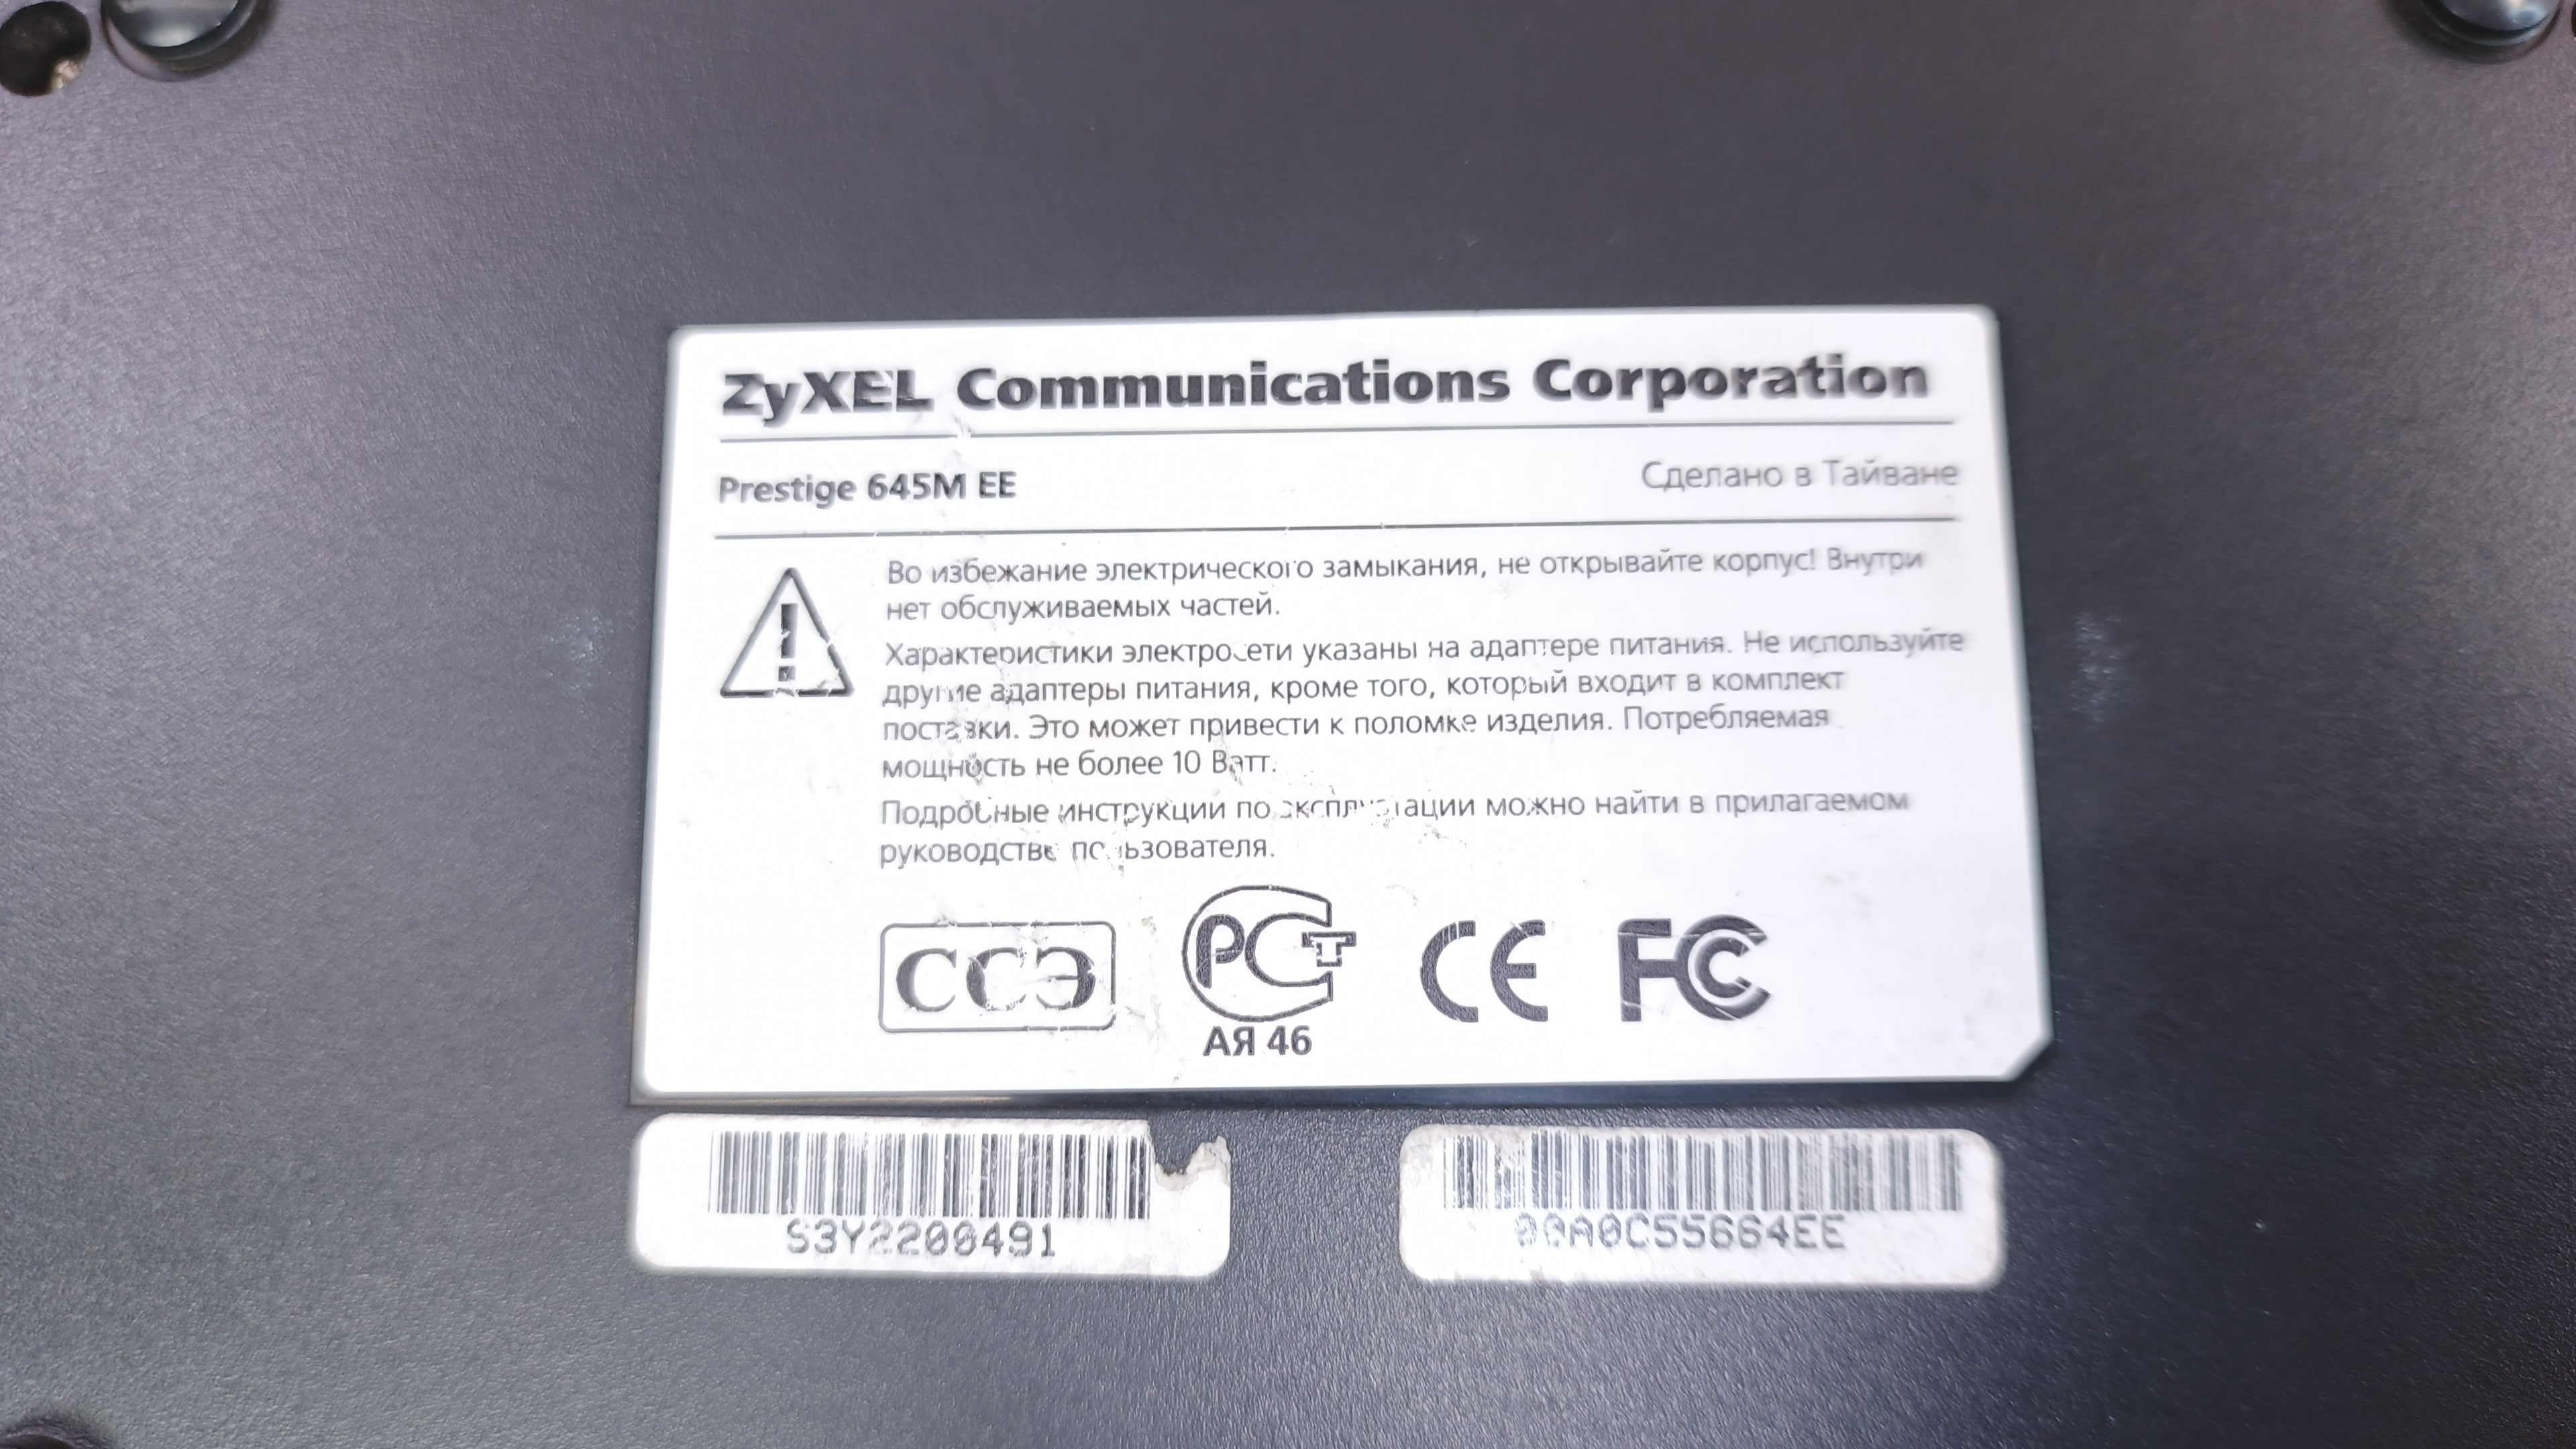 ZyXEL Communications Corporation
Prestige 645M EE
Сделано в Тайване
Во избежание электрического замыкания, не открывайте корпус! Внутри
нет обслуживаемых частей.
Характеристики электросети указаны на адаптере питания. Не используйте
другие адаптеры питания, кроме того, который входит в комплект
поставки. Это может привести к поломке изделия. Потребляемая
мощность не более 10 Ватт.
Подробные инструкции по эксплуатации можно найти в прилагаемом
руководстве пользователя.
ССЭ РСТ CE FC
АЯ 46
S3Y2200491
00A0C55664EE